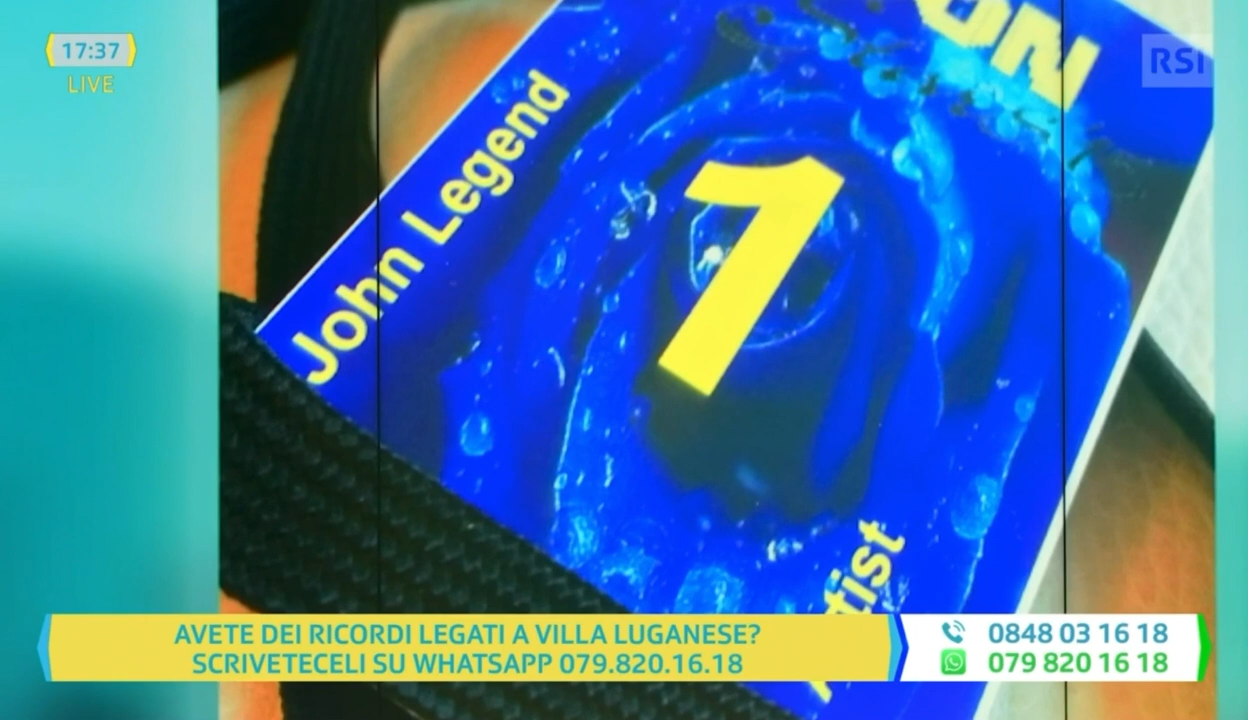 17:37
LIVE
RSI
ON
John Legend
1
AVETE DEI RICORDI LEGATI A VILLA LUGANESE?
SCRIVETECELI SU WHATSAPP 079.820.16.18
0848 03 16 18
079 820 16 18